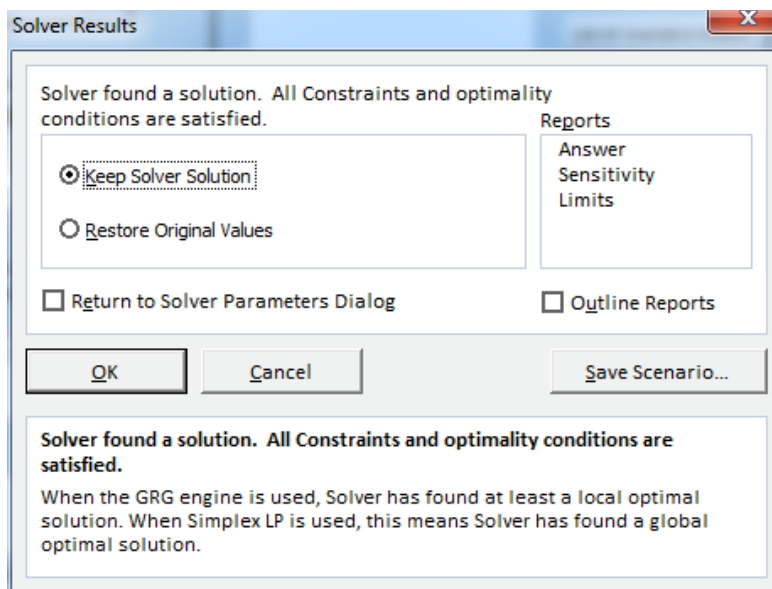 Solver Results
Solver found a solution. All Constraints and optimality
conditions are satisfied.
Reports
Answer
Sensitivity
Limits
Keep Solver Solution
Restore Original Values
Return to Solver Parameters Dialog
Outline Reports
OK
Cancel
Save Scenario...
Solver found a solution. All Constraints and optimality conditions are
satisfied.
When the GRG engine is used, Solver has found at least a local optimal
solution. When Simplex LP is used, this means Solver has found a global
optimal solution.